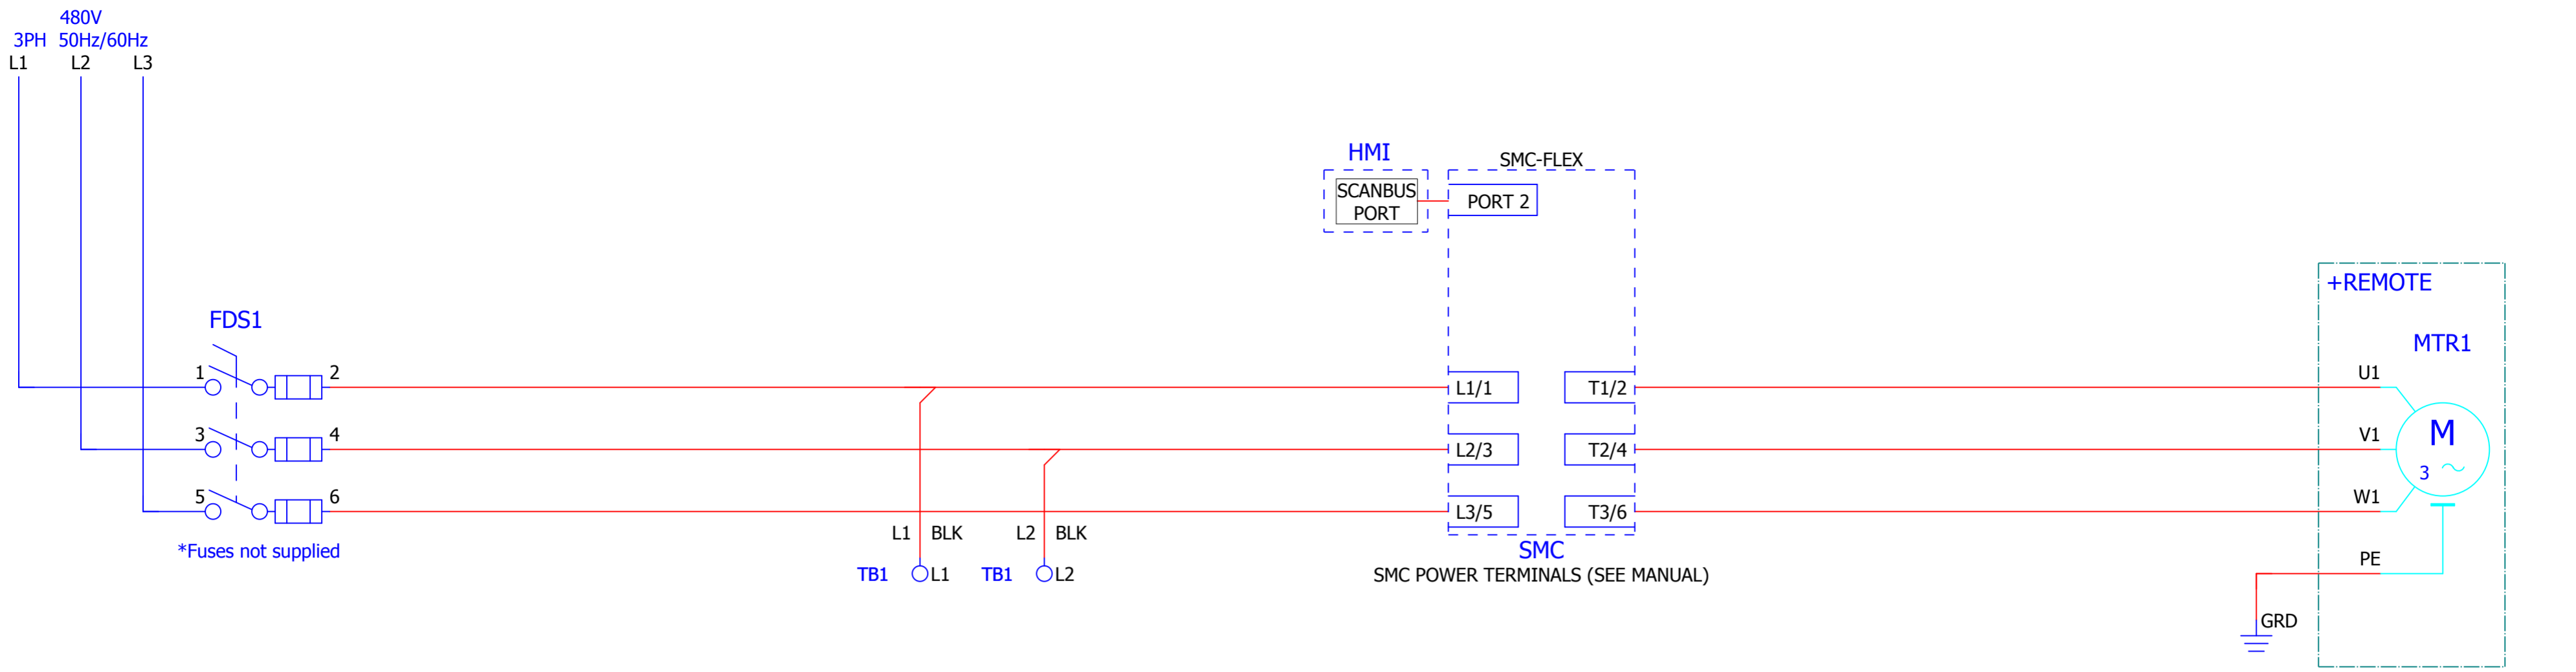 480V
3PH 50Hz/60Hz
L1 L2 L3
HMI
SMC-FLEX
SCANBUS
PORT
PORT 2
+REMOTE
FDS1
MTR1
1 2
L1/1 T1/2
U1
3 4
L2/3 T2/4
V1
M
3
5 6
L3/5 T3/6
W1
*Fuses not supplied
L1 BLK
L2 BLK
TB1 L1
TB1 L2
SMC
SMC POWER TERMINALS (SEE MANUAL)
PE
GRD